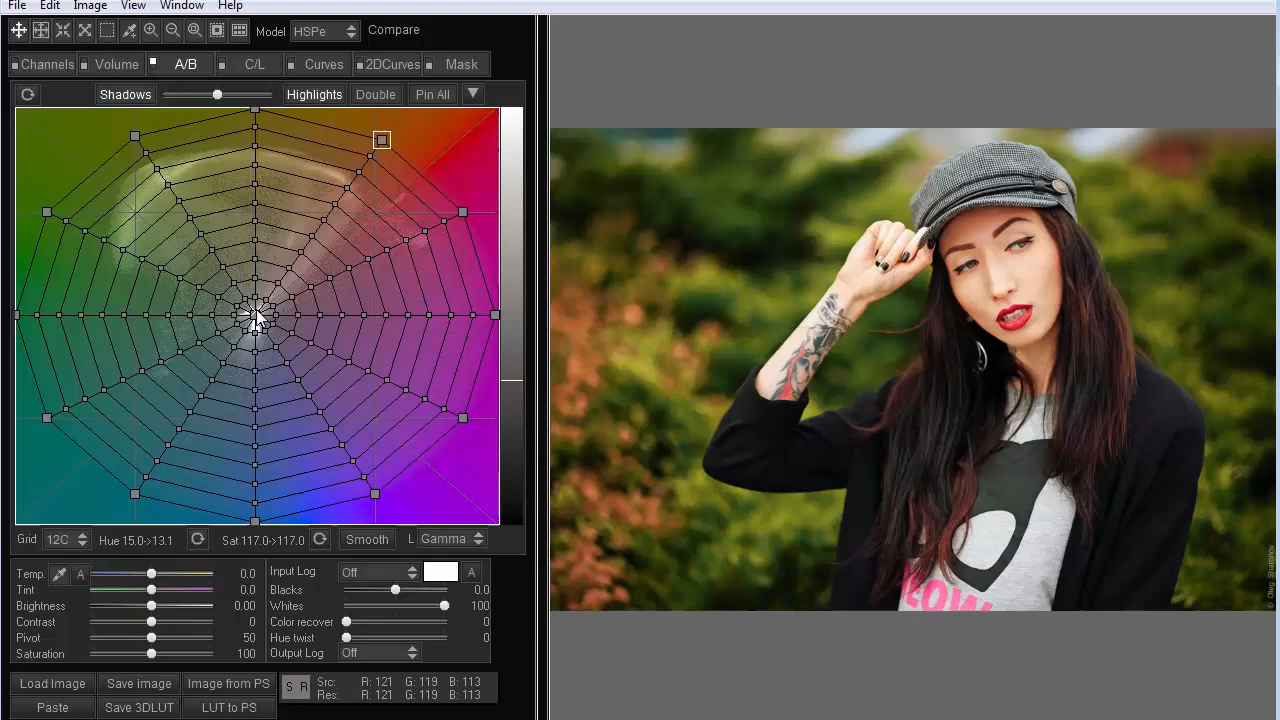 File Edit Image View Window Help
Model HSPe Compare
Channels Volume A/B C/L Curves 2DCurves Mask
Shadows Highlights Double Pin All
Grid 12C Hue 15.0->13.1 Sat 117.0->117.0 Smooth L Gamma
Temp. A 0.0
Tint 0.0
Brightness 0.00
Contrast 0
Pivot 50
Saturation 100
Input Log Off A
Blacks 0.0
Whites 100
Color recover 0
Hue twist 0
Output Log Off
Load Image Save image Image from PS
Paste Save 3DLUT LUT to PS
S R
Src: R: 121 G: 119 B: 113
Res: R: 121 G: 119 B: 113
LOW